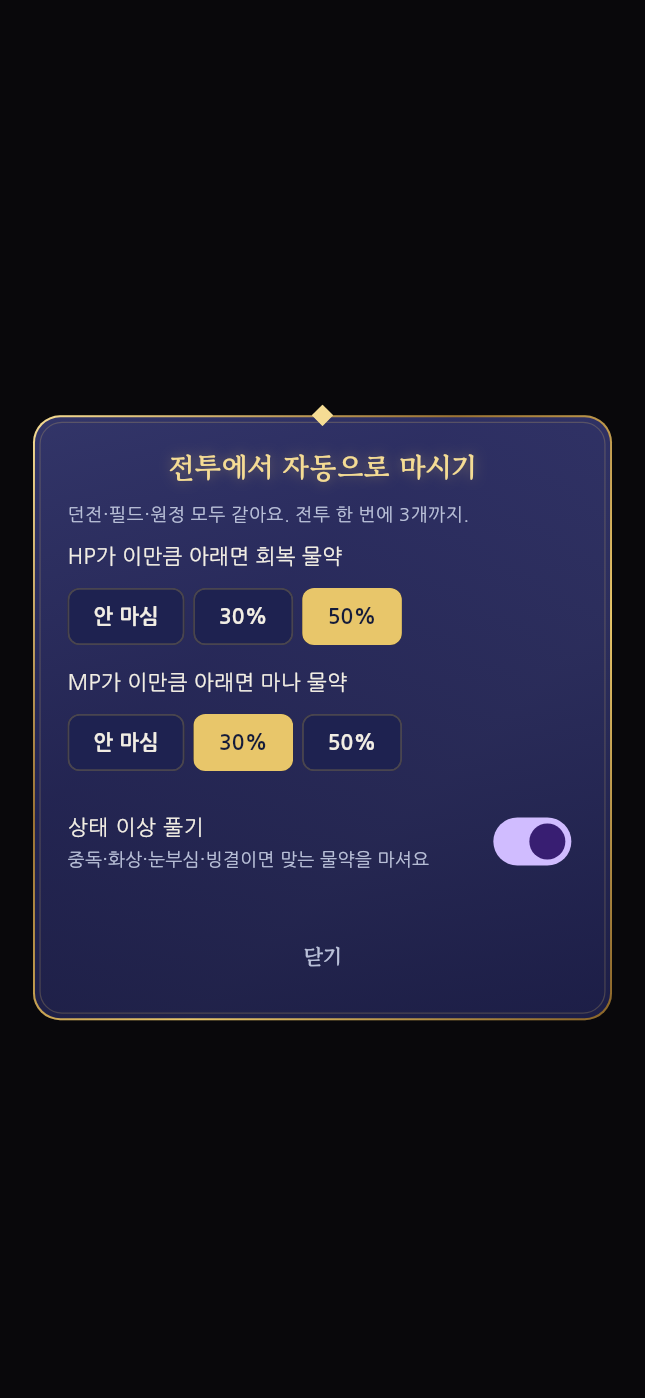 전투에서 자동으로 마시기
던전·필드·원정 모두 같아요. 전투 한 번에 3개까지.
HP가 이만큼 아래면 회복 물약
안 마심 30% 50%
MP가 이만큼 아래면 마나 물약
안 마심 30% 50%
상태 이상 풀기
중독·화상·눈부심·빙결이면 맞는 물약을 마셔요
닫기